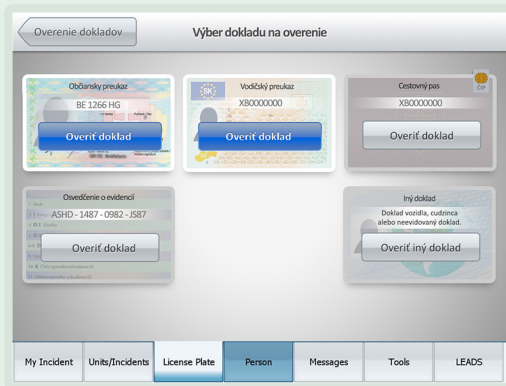 Overenie dokladov
Výber dokladu na overenie
Občiansky preukaz
BE 1266 HG
Overiť doklad
SK
Vodičský preukaz
XB0000000
Overiť doklad
Cestovný pas
ČIP
XB0000000
Overiť doklad
Osvedčenie o evidencií
ASHD - 1487 - 0982 - JS87
Overiť doklad
Iný doklad
Doklad vozidla, cudzinca
alebo neevidovaný doklad.
Overiť iný doklad
My Incident
Units/Incidents
License Plate
Person
Messages
Tools
LEADS